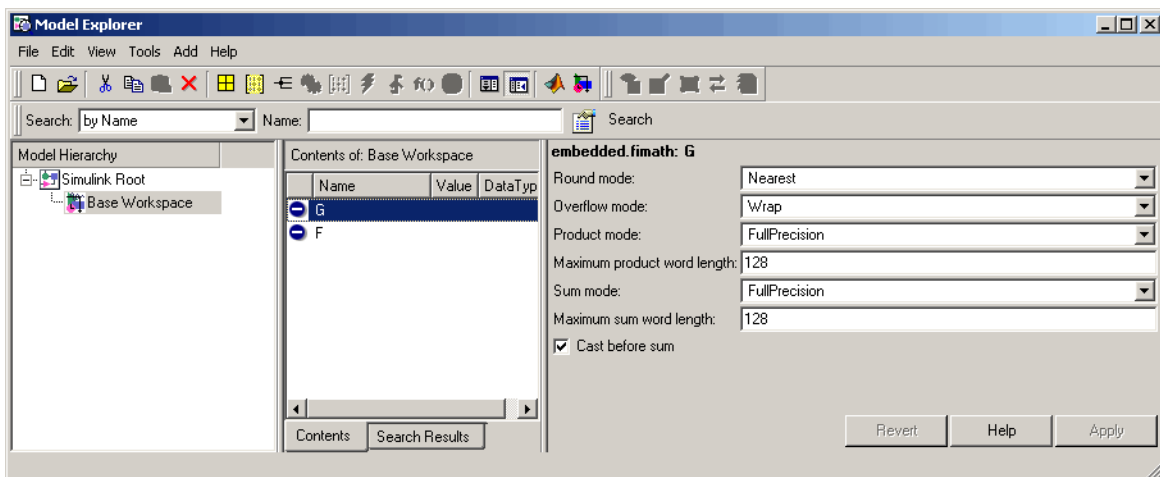 Model Explorer
File Edit View Tools Add Help
f()
Search: by Name Name: Search
Model Hierarchy
Simulink Root
Base Workspace
Contents of: Base Workspace
Name Value DataTyp
G
F
Contents Search Results
embedded.fimath: G
Round mode: Nearest
Overflow mode: Wrap
Product mode: FullPrecision
Maximum product word length: 128
Sum mode: FullPrecision
Maximum sum word length: 128
Cast before sum
Revert Help Apply